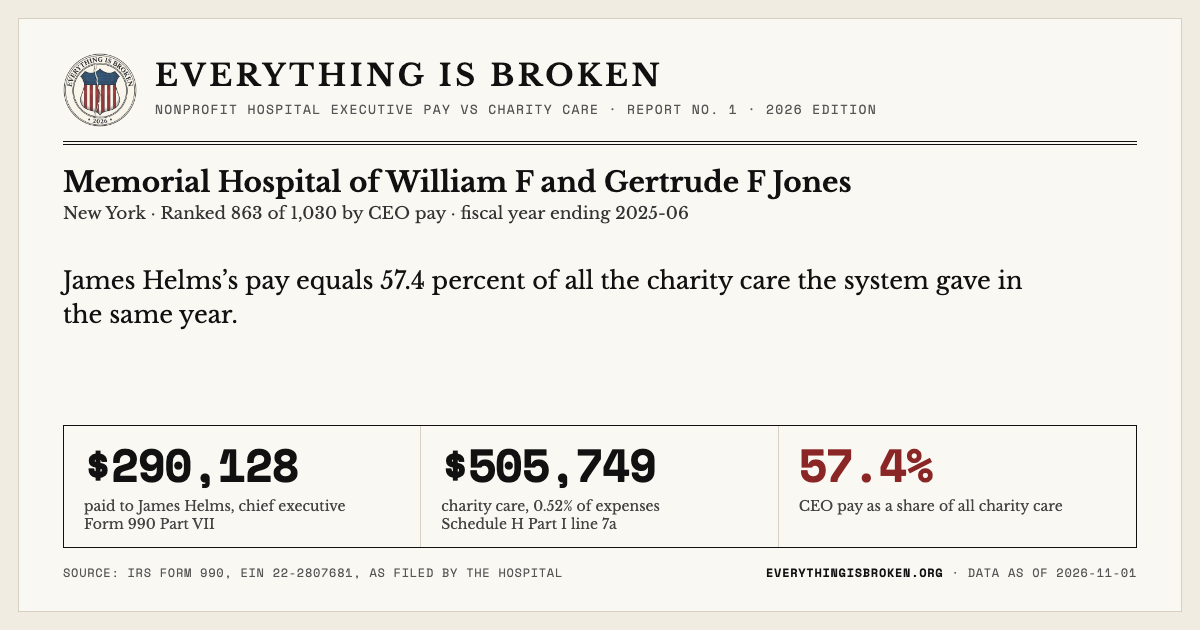 EVERYTHING IS BROKEN
· 2026 ·
EVERYTHING IS BROKEN
NONPROFIT HOSPITAL EXECUTIVE PAY VS CHARITY CARE · REPORT NO. 1 · 2026 EDITION
Memorial Hospital of William F and Gertrude F Jones
New York · Ranked 863 of 1,030 by CEO pay · fiscal year ending 2025-06
James Helms’s pay equals 57.4 percent of all the charity care the system gave in
the same year.
$290,128
paid to James Helms, chief executive
Form 990 Part VII
$505,749
charity care, 0.52% of expenses
Schedule H Part I line 7a
57.4%
CEO pay as a share of all charity care
SOURCE: IRS FORM 990, EIN 22-2807681, AS FILED BY THE HOSPITAL
EVERYTHINGISBROKEN.ORG · DATA AS OF 2026-11-01